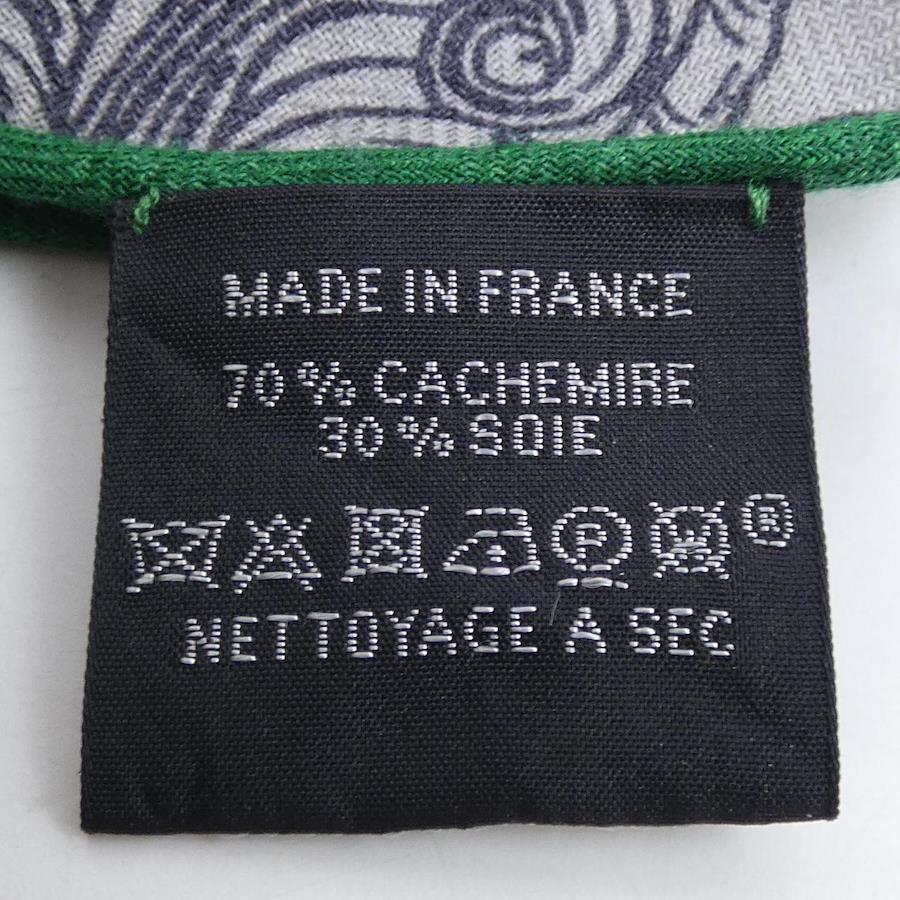 MADE IN FRANCE
70 % CACHEMIRE
30 % SOIE
P ®
NETTOYAGE A SEC